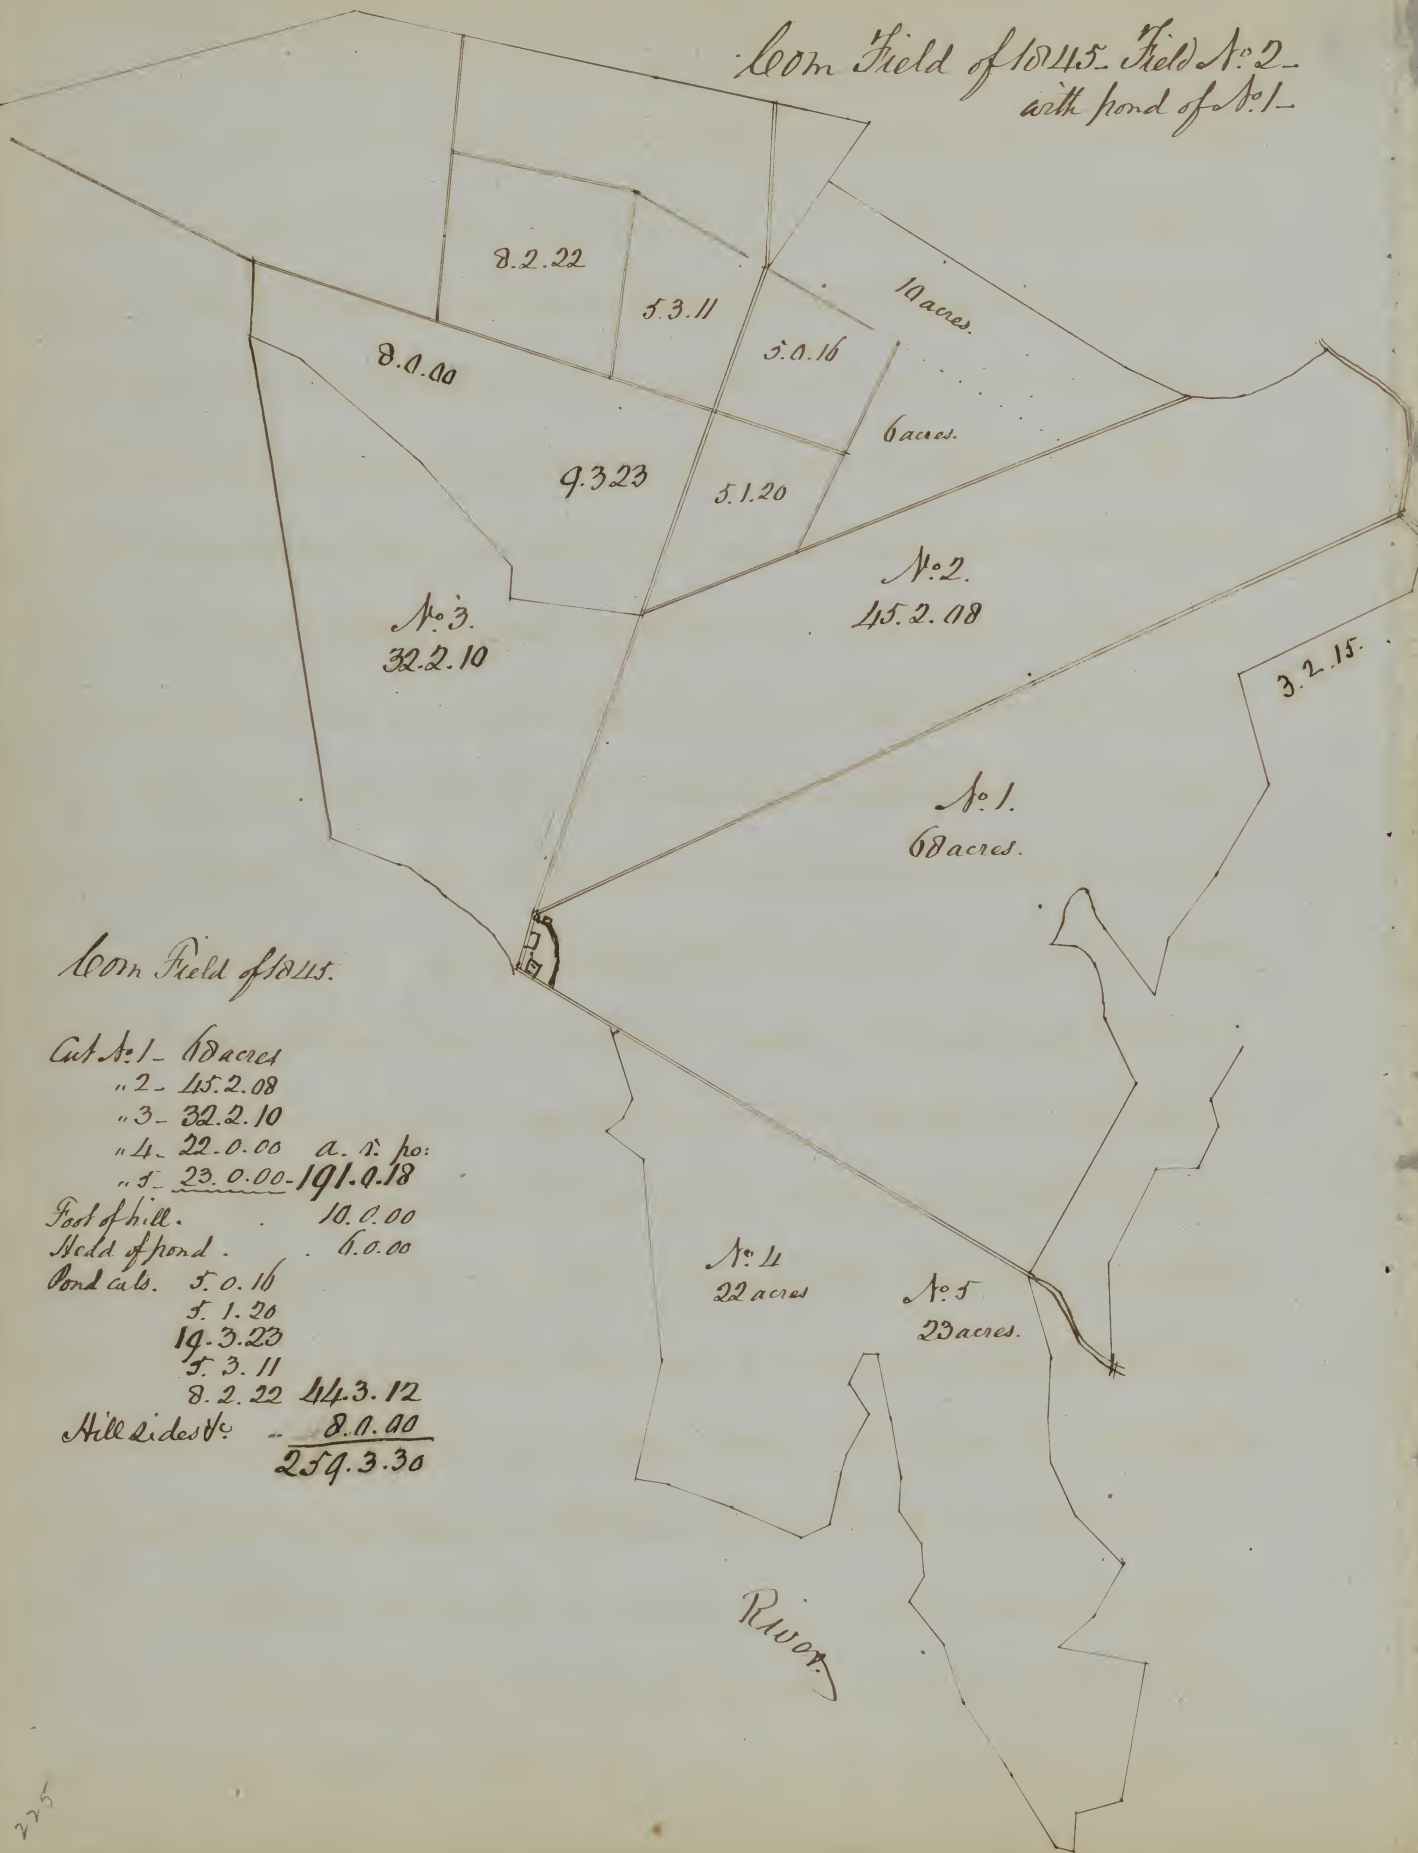 Corn Field of 1845- Field No. 2-
with pond of No. 1-
8.2.22
5.3.11
10 acres.
5.0.16
8.0.00
6 acres.
9.323
5.1.20
No. 2.
45.2.08
No. 3.
32.2.10
3.2.15.
No. 1.
68 acres.
Corn Field of 1845.
Cut No. 1- 68 acres
" 2- 45.2.08
" 3- 32.2.10
" 4- 22.0.00 a. r. po:
" 5- 23.0.00- 191.0.18
Foot of hill. 10.0.00
Head of pond. 6.0.00
Pond cuts. 5.0.16
5.1.20
19.3.23
5.3.11
8.2.22 44.3.12
Hill sides &c. 8.0.00
259.3.30
No. 4
22 acres
No. 5
23 acres.
River.
225